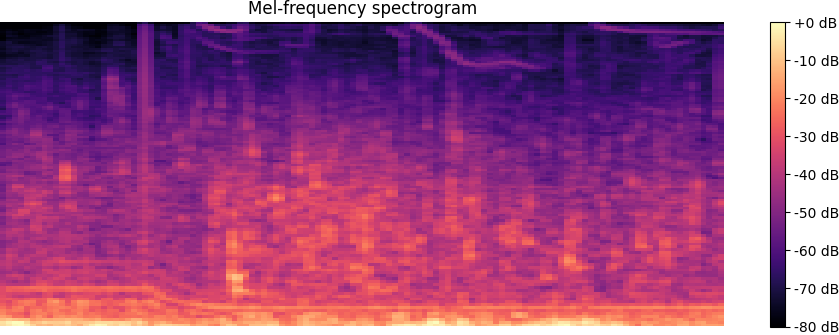 Mel-frequency spectrogram
+0 dB
-10 dB
-20 dB
-30 dB
-40 dB
-50 dB
-60 dB
-70 dB
-80 dB